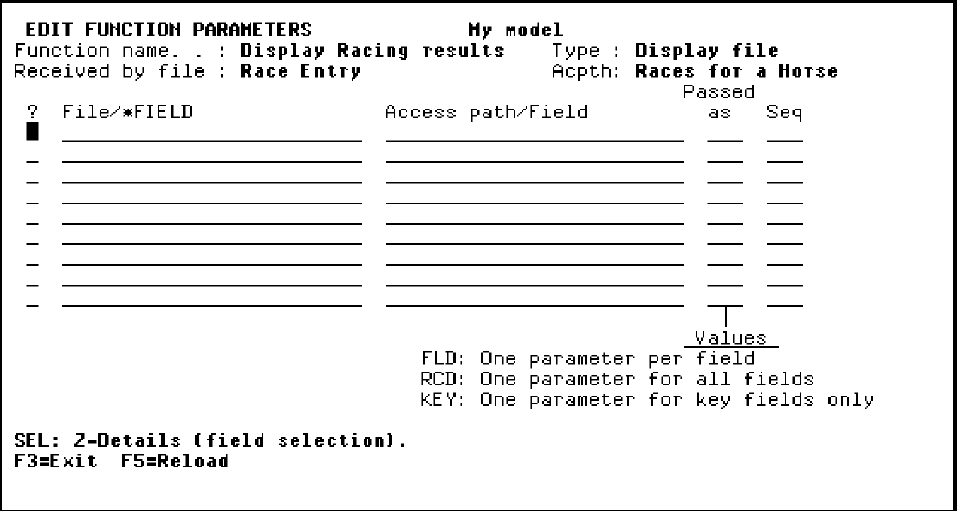 EDIT FUNCTION PARAMETERS My model
Function name. . : Display Racing results Type : Display file
Received by file : Race Entry Acpth: Races for a Horse
Passed
? File/*FIELD Access path/Field as Seq
Values
FLD: One parameter per field
RCD: One parameter for all fields
KEY: One parameter for key fields only
SEL: Z-Details (field selection).
F3=Exit F5=Reload